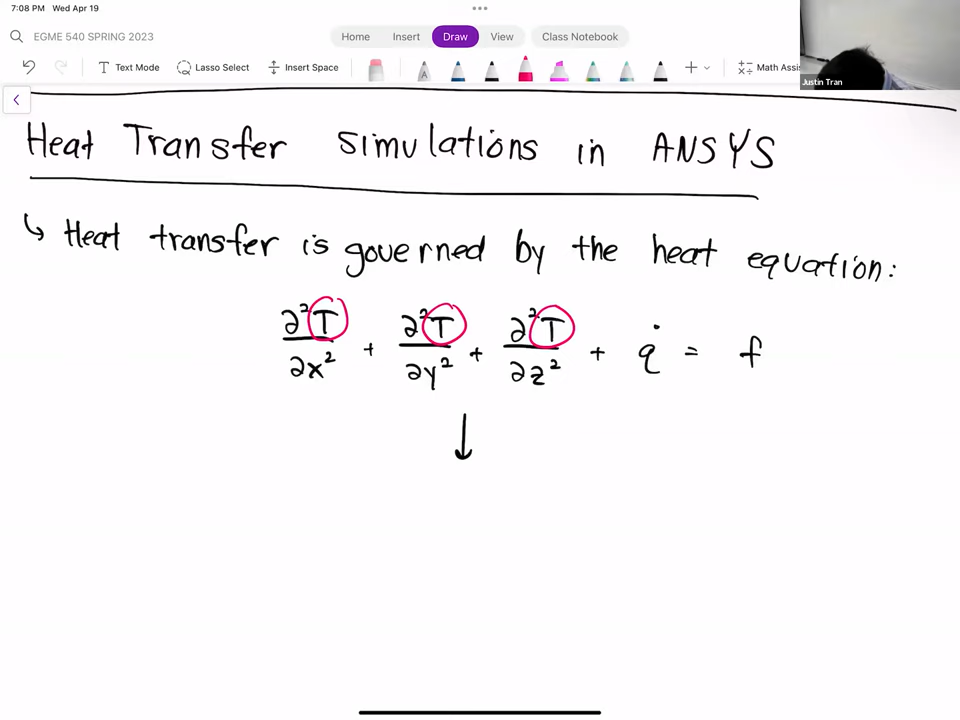 7:08 PM Wed Apr 19
EGME 540 SPRING 2023
Home Insert Draw View Class Notebook
Text Mode Lasso Select Insert Space Math Assis
Justin Tran
Heat Transfer simulations in ANSYS
↳ Heat transfer is governed by the heat equation:
∂²T/∂x² + ∂²T/∂y² + ∂²T/∂z² + q̇ = f
↓